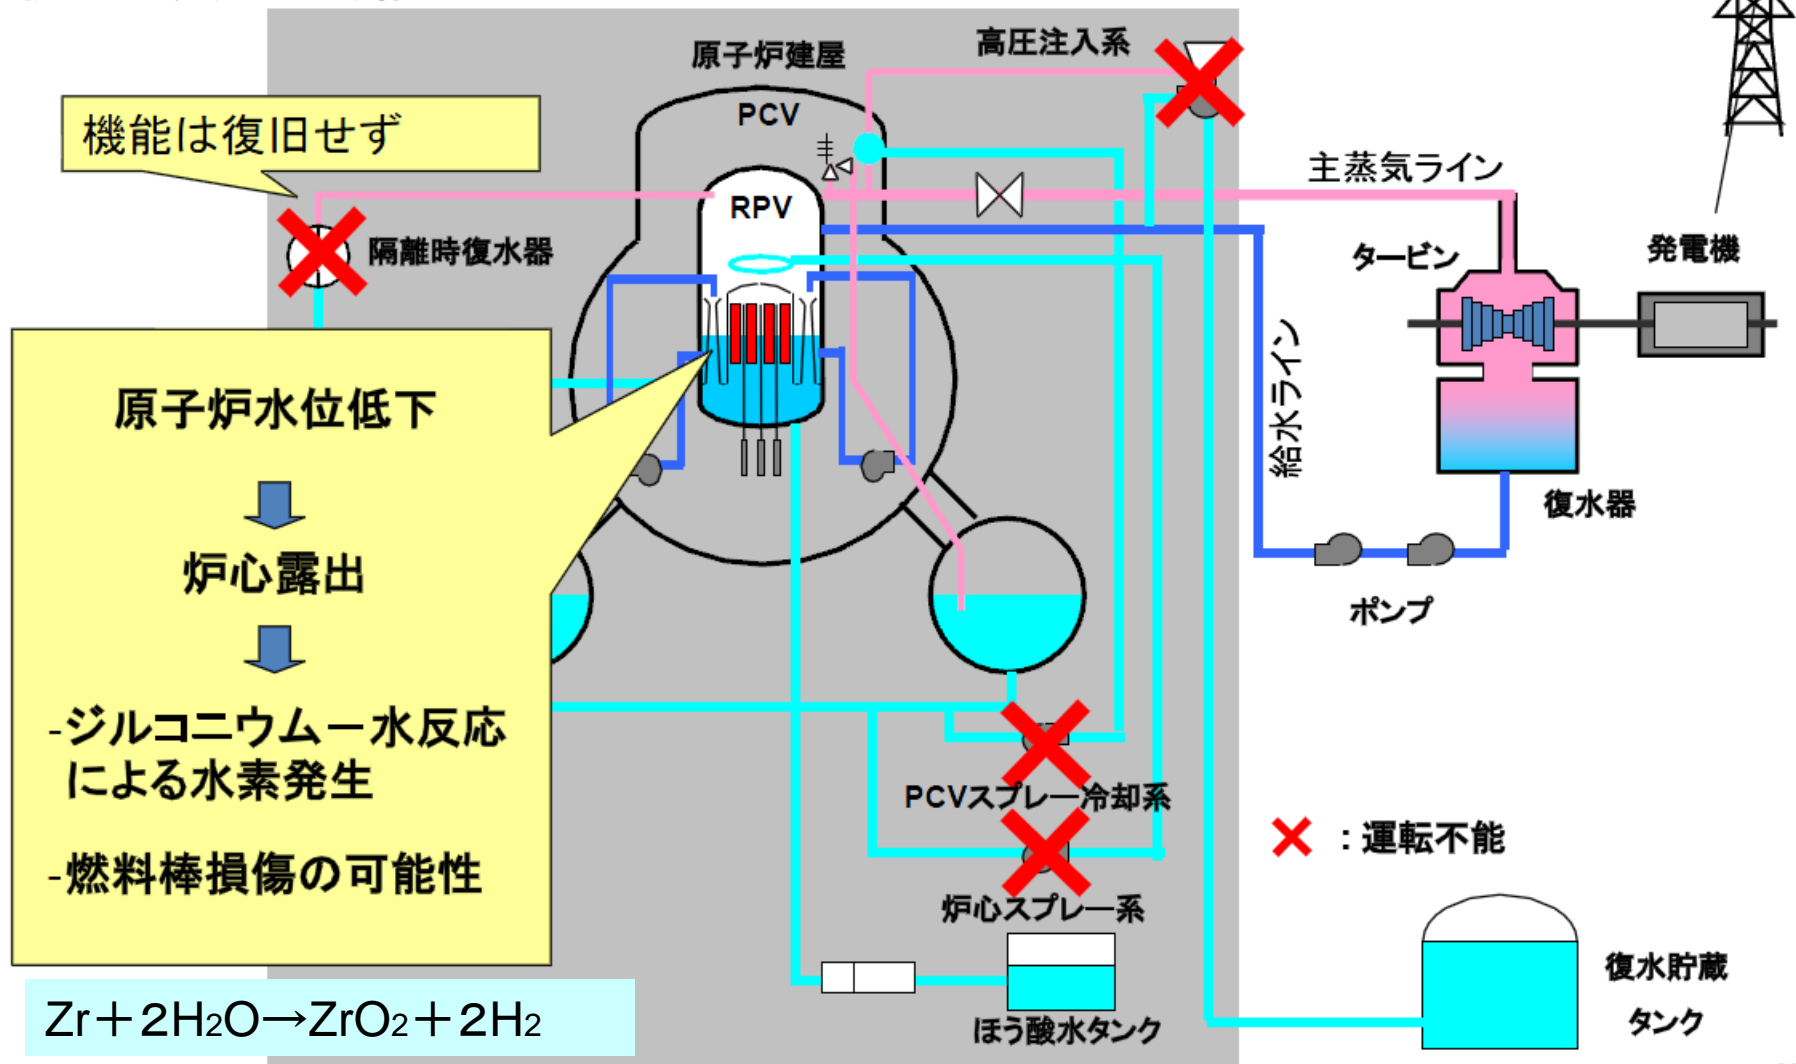 原子炉建屋
高圧注入系
機能は復旧せず
PCV
RPV
主蒸気ライン
隔離時復水器
タービン
発電機
給水ライン
復水器
ポンプ
原子炉水位低下
炉心露出
-ジルコニウムー水反応
による水素発生
-燃料棒損傷の可能性
PCVスプレー冷却系
:運転不能
炉心スプレー系
復水貯蔵
タンク
ほう酸水タンク
Zr+2H2O→ZrO2+2H2